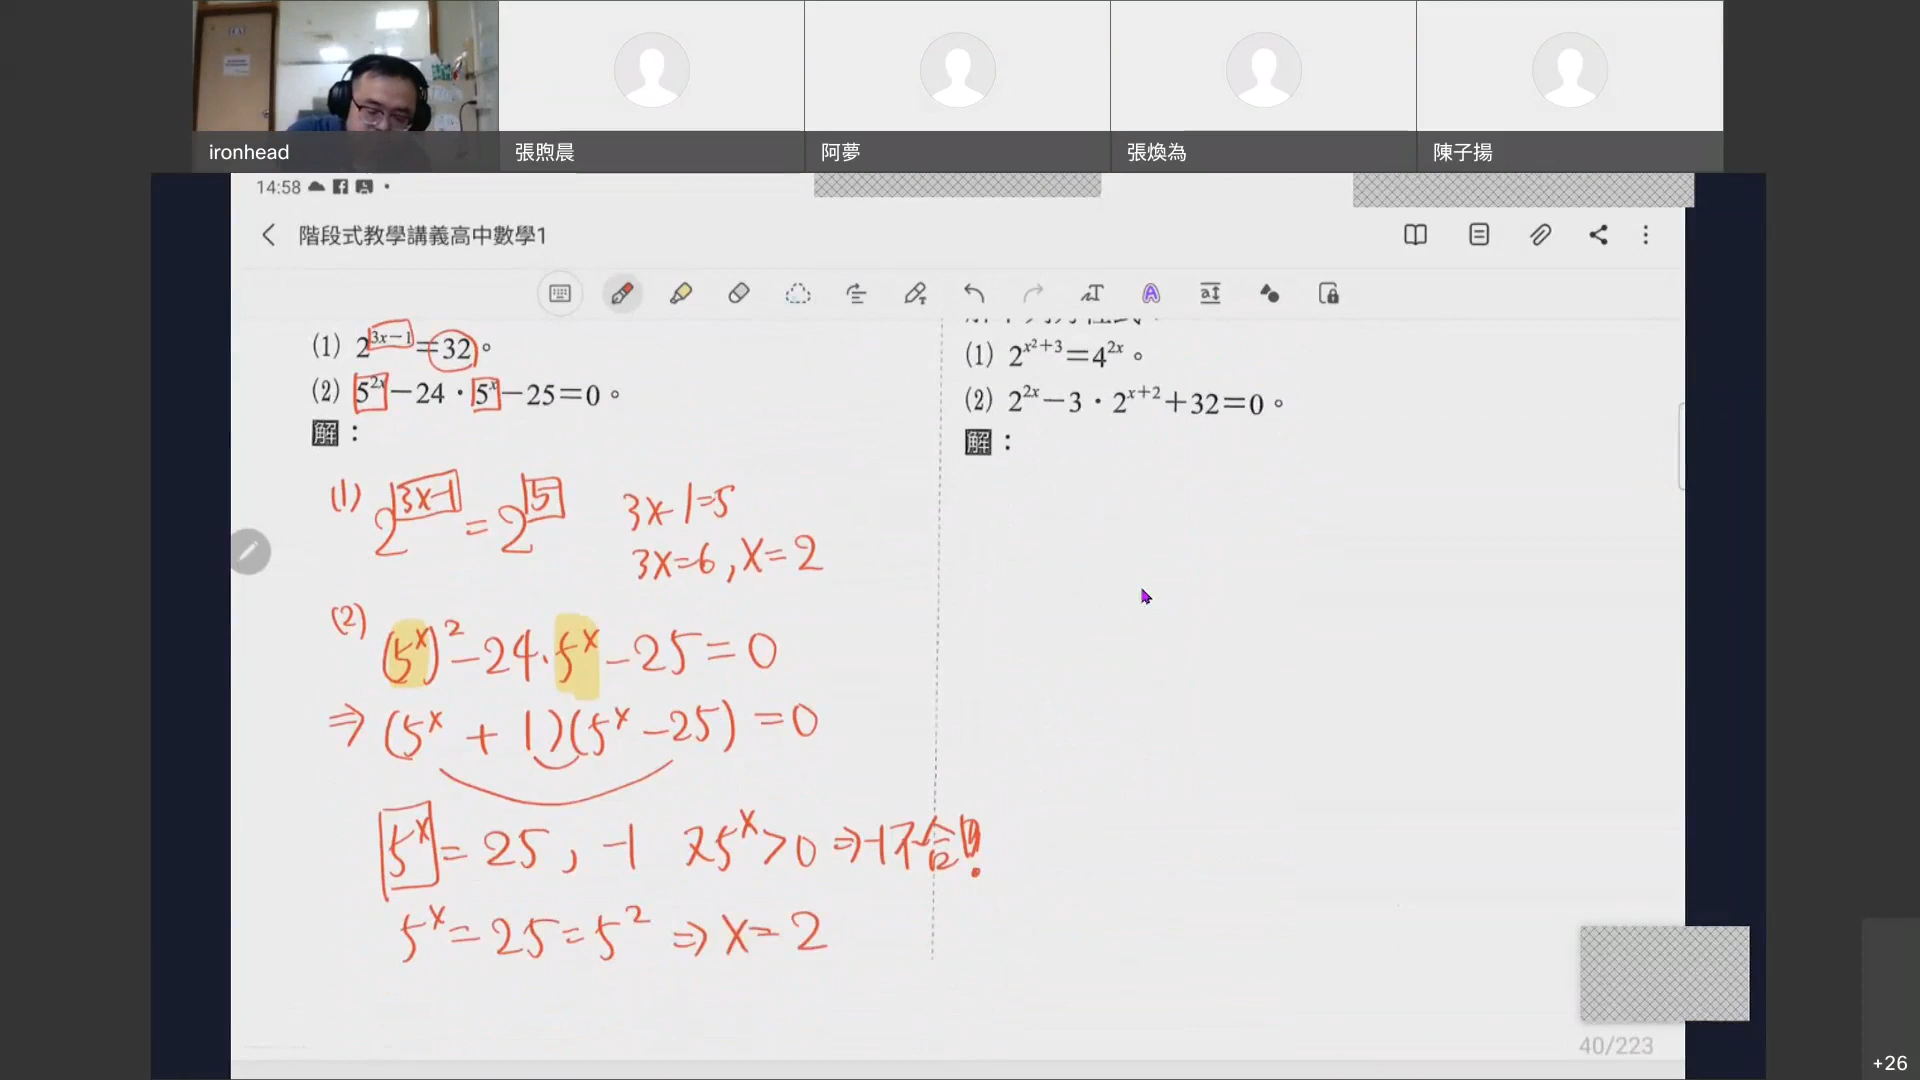 ironhead
張煦晨
阿夢
張煥為
陳子揚
14:58
階段式教學講義高中數學1
(1) 2^{3x－1}＝32。
(2) 5^{2x}－24・5^{x}－25＝0。
解：
(1) 2^{3x-1} = 2^{5} 3x-1=5
3x=6, x=2
(2) (5^x)^2 -24·5^x -25=0
⇒ (5^x + 1)(5^x -25) =0
5^x = 25, -1 又5^x>0 ⇒ -1不合!
5^x = 25 = 5^2 ⇒ x=2
(1) 2^{x²＋3}＝4^{2x}。
(2) 2^{2x}－3・2^{x＋2}＋32＝0。
解：
40/223
+26